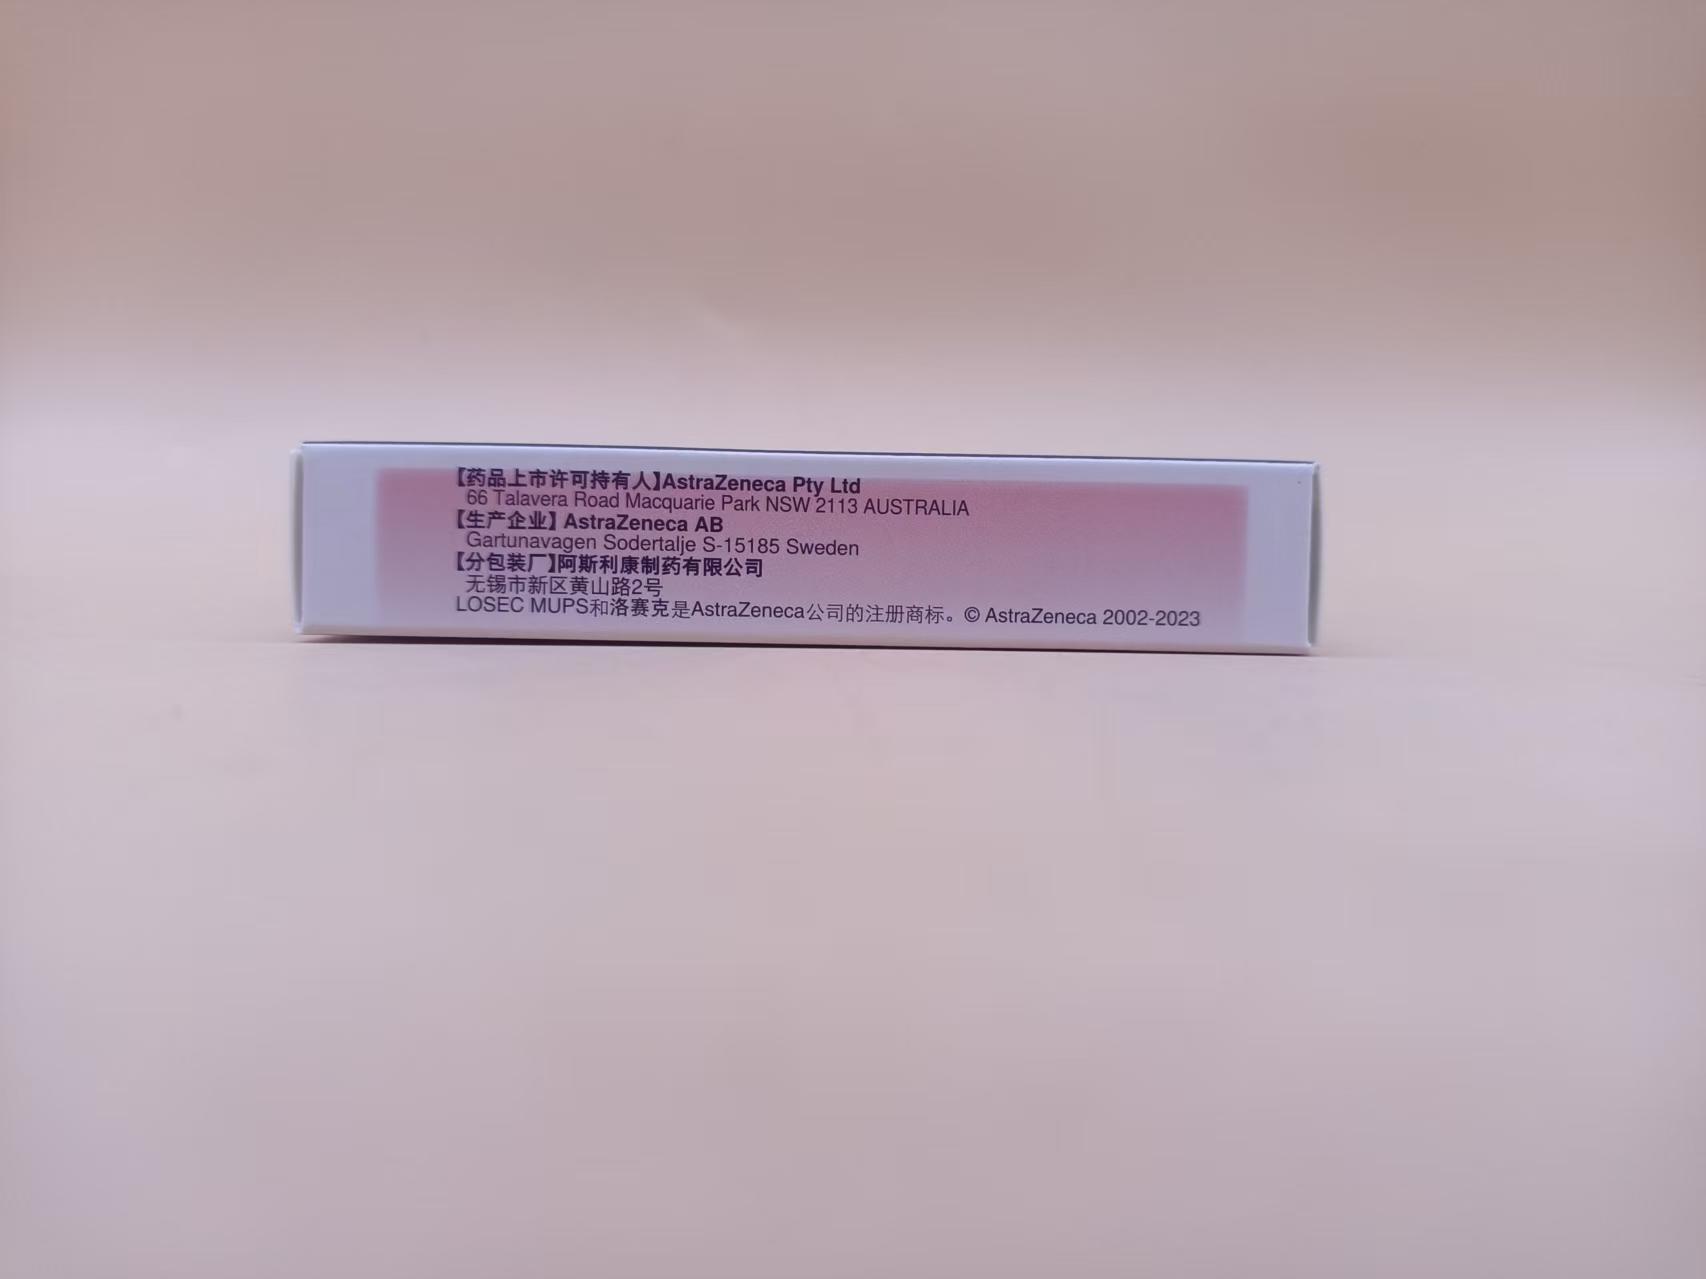 【药品上市许可持有人】AstraZeneca Pty Ltd
66 Talavera Road Macquarie Park NSW 2113 AUSTRALIA
【生产企业】 AstraZeneca AB
Gartunavagen Sodertalje S-15185 Sweden
【分包装厂】阿斯利康制药有限公司
无锡市新区黄山路2号
LOSEC MUPS和洛赛克是AstraZeneca公司的注册商标。© AstraZeneca 2002-2023